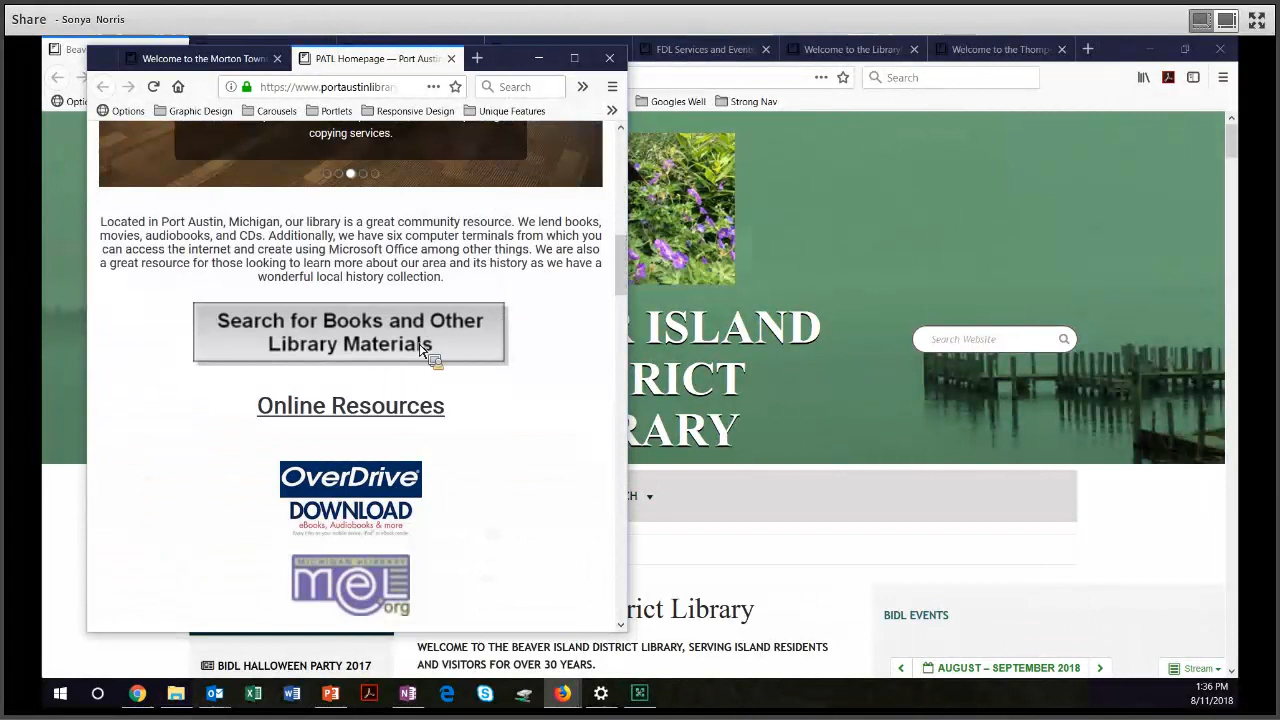 Share - Sonya Norris
Beav
FDL Services and Events
Welcome to the Library
Welcome to the Thomp
Welcome to the Morton Town
PATL Homepage — Port Austin
https://www.portaustinlibrary
Search
Search
Options
Graphic Design
Carousels
Portlets
Responsive Design
Unique Features
Optic
Googles Well
Strong Nav
copying services.
Located in Port Austin, Michigan, our library is a great community resource. We lend books,
movies, audiobooks, and CDs. Additionally, we have six computer terminals from which you
can access the internet and create using Microsoft Office among other things. We are also
a great resource for those looking to learn more about our area and its history as we have a
wonderful local history collection.
Search for Books and Other
Library Materials
Online Resources
OverDrive®
DOWNLOAD
eBooks, Audiobooks & more
MICHIGAN ELIBRARY
mel
.org
R ISLAND
RICT
RARY
Search Website
CH
rict Library
WELCOME TO THE BEAVER ISLAND DISTRICT LIBRARY, SERVING ISLAND RESIDENTS
AND VISITORS FOR OVER 30 YEARS.
BIDL HALLOWEEN PARTY 2017
BIDL EVENTS
AUGUST – SEPTEMBER 2018
Stream
1:36 PM
8/11/2018